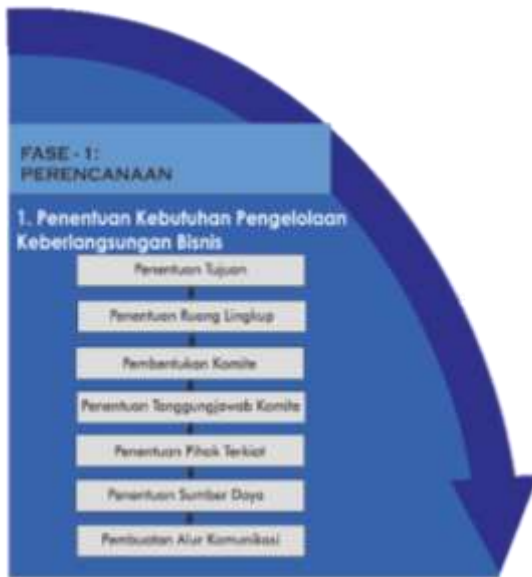 FASE - 1:
PERENCANAAN
1. Penentuan Kebutuhan Pengelolaan
Keberlangsungan Bisnis
Penentuan Tujuan
Penentuan Ruang Lingkup
Pembentukan Komite
Penentuan Tanggungjawab Komite
Penentuan Pihak Terkiat
Penentuan Sumber Daya
Pembuatan Alur Komunikasi